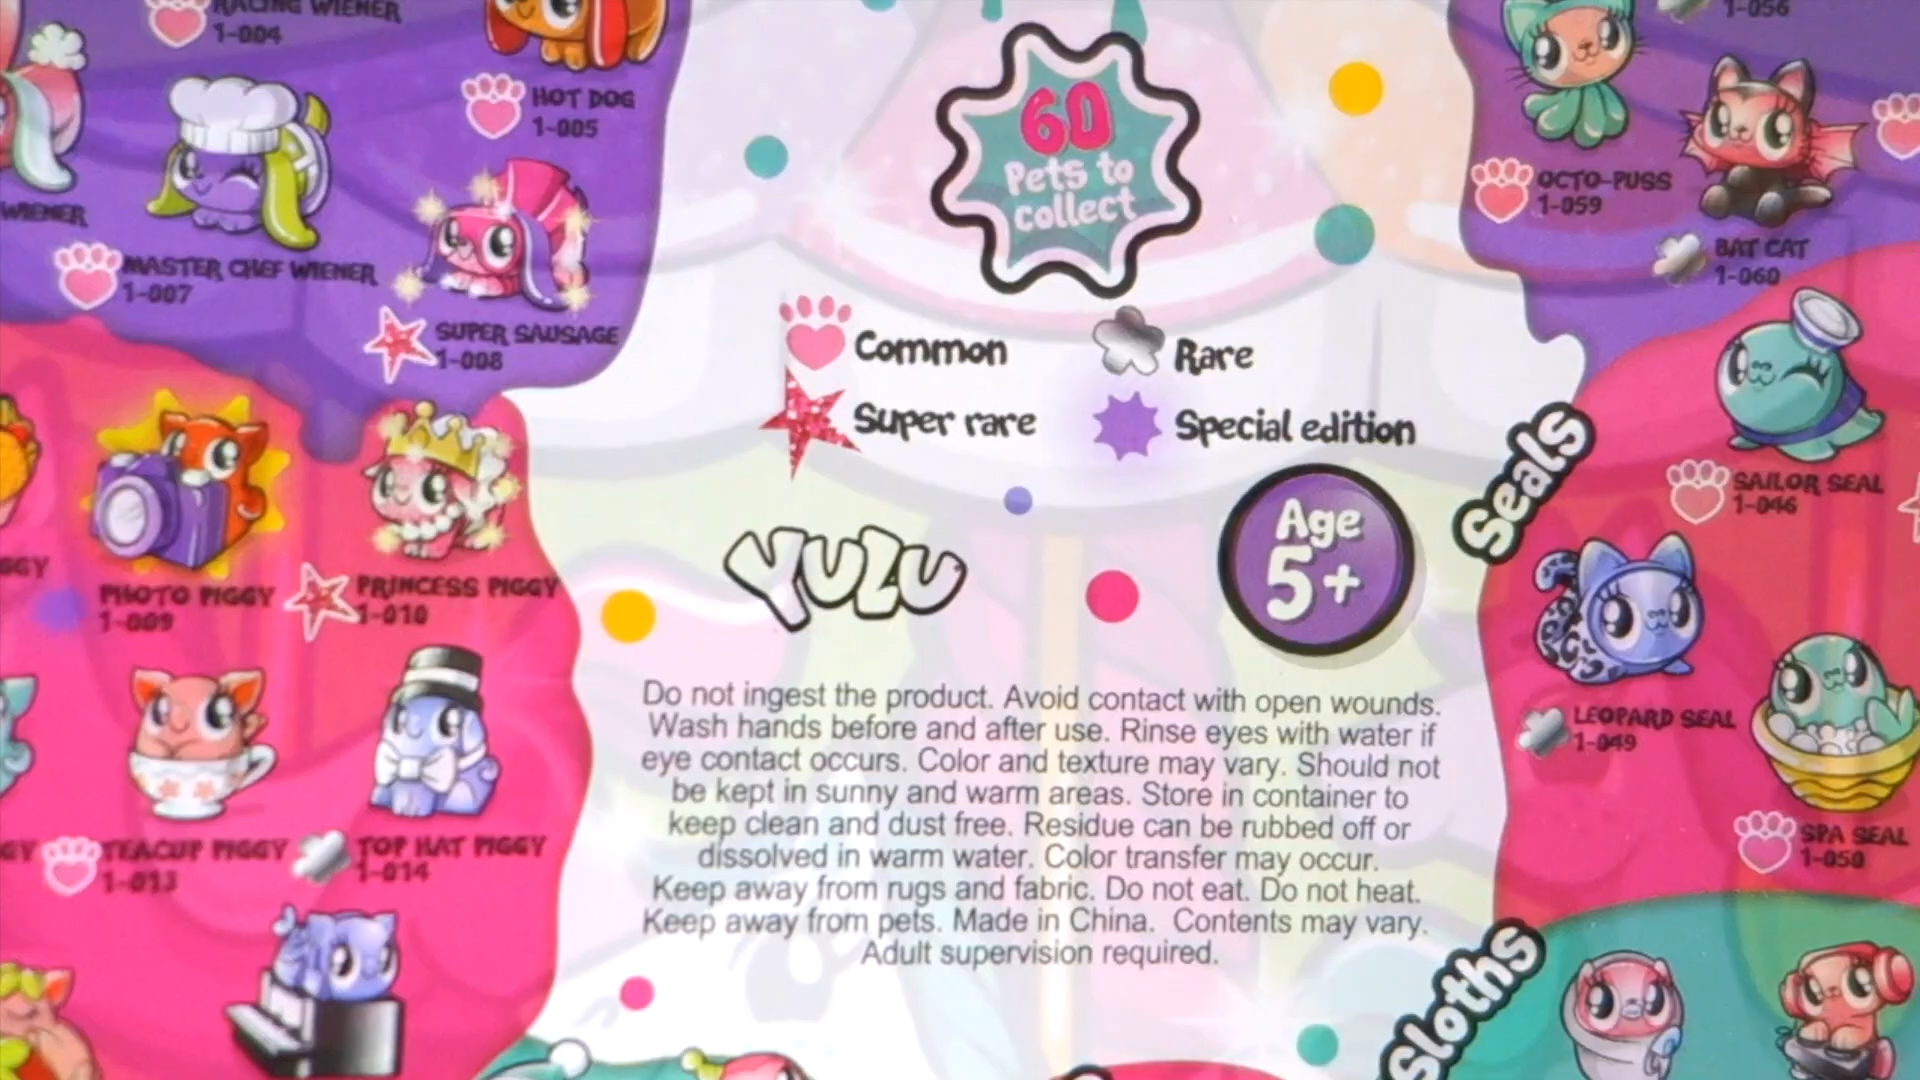 RACING WIENER
1-004
HOT DOG
1-005
WIENER
MASTER CHEF WIENER
1-007
SUPER SAUSAGE
1-008
PHOTO PIGGY
1-009
PRINCESS PIGGY
1-010
TEACUP PIGGY
1-013
TOP HAT PIGGY
1-014
60
Pets to
collect
Common
Rare
Super rare
Special edition
YULU
Age
5+
Do not ingest the product. Avoid contact with open wounds.
Wash hands before and after use. Rinse eyes with water if
eye contact occurs. Color and texture may vary. Should not
be kept in sunny and warm areas. Store in container to
keep clean and dust free. Residue can be rubbed off or
dissolved in warm water. Color transfer may occur.
Keep away from rugs and fabric. Do not eat. Do not heat.
Keep away from pets. Made in China. Contents may vary.
Adult supervision required.
1-056
OCTO-PUSS
1-059
BAT CAT
1-060
Seals
SAILOR SEAL
1-046
LEOPARD SEAL
1-049
SPA SEAL
1-050
Sloths